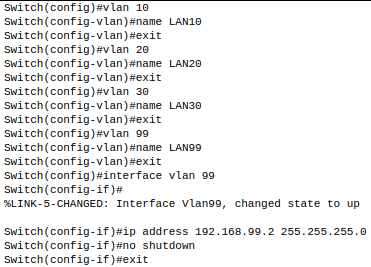 Switch(config)#vlan 10
Switch(config-vlan)#name LAN10
Switch(config-vlan)#exit
Switch(config)#vlan 20
Switch(config-vlan)#name LAN20
Switch(config-vlan)#exit
Switch(config)#vlan 30
Switch(config-vlan)#name LAN30
Switch(config-vlan)#exit
Switch(config)#vlan 99
Switch(config-vlan)#name LAN99
Switch(config-vlan)#exit
Switch(config)#interface vlan 99
Switch(config-if)#
%LINK-5-CHANGED: Interface Vlan99, changed state to up
Switch(config-if)#ip address 192.168.99.2 255.255.255.0
Switch(config-if)#no shutdown
Switch(config-if)#exit